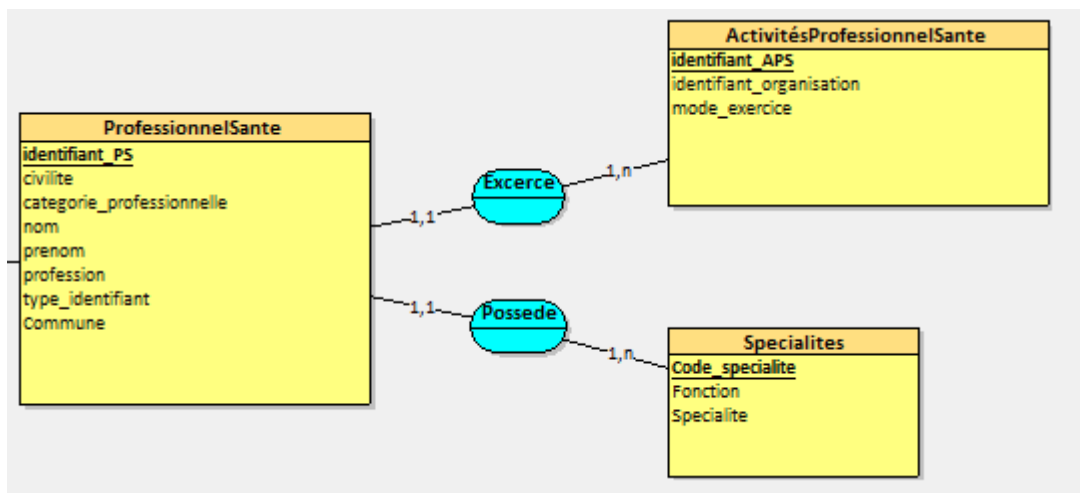 ProfessionnelSante
identifiant_PS
civilite
categorie_professionnelle
nom
prenom
profession
type_identifiant
Commune
1,1
Excerce
1,n
ActivitésProfessionnelSante
identifiant_APS
identifiant_organisation
mode_exercice
1,1
Possede
1,n
Specialites
Code_specialite
Fonction
Specialite